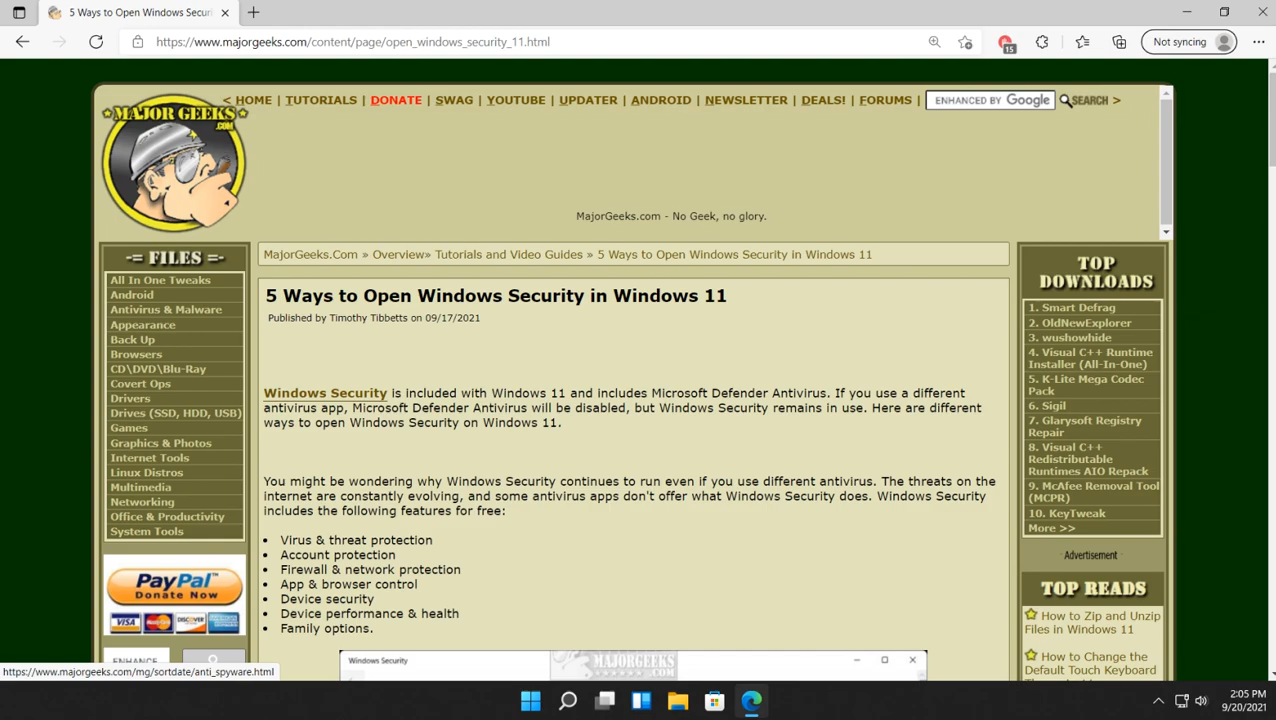 5 Ways to Open Windows Securi
https://www.majorgeeks.com/content/page/open_windows_security_11.html
15
Not syncing
MAJOR GEEKS
.COM
< HOME | TUTORIALS | DONATE | SWAG | YOUTUBE | UPDATER | ANDROID | NEWSLETTER | DEALS! | FORUMS |
ENHANCED BY Google
SEARCH >
MajorGeeks.com - No Geek, no glory.
-= FILES =-
All In One Tweaks
Android
Antivirus & Malware
Appearance
Back Up
Browsers
CD\DVD\Blu-Ray
Covert Ops
Drivers
Drives (SSD, HDD, USB)
Games
Graphics & Photos
Internet Tools
Linux Distros
Multimedia
Networking
Office & Productivity
System Tools
PayPal
Donate Now
VISA MasterCard DISCOVER
ENHANCE
MajorGeeks.Com » Overview» Tutorials and Video Guides » 5 Ways to Open Windows Security in Windows 11
5 Ways to Open Windows Security in Windows 11
Published by Timothy Tibbetts on 09/17/2021
Windows Security is included with Windows 11 and includes Microsoft Defender Antivirus. If you use a different
antivirus app, Microsoft Defender Antivirus will be disabled, but Windows Security remains in use. Here are different
ways to open Windows Security on Windows 11.
You might be wondering why Windows Security continues to run even if you use different antivirus. The threats on the
internet are constantly evolving, and some antivirus apps don't offer what Windows Security does. Windows Security
includes the following features for free:
• Virus & threat protection
• Account protection
• Firewall & network protection
• App & browser control
• Device security
• Device performance & health
• Family options.
Windows Security
MAJORGEEKS
.COM
TOP
DOWNLOADS
1. Smart Defrag
2. OldNewExplorer
3. wushowhide
4. Visual C++ Runtime
Installer (All-In-One)
5. K-Lite Mega Codec
Pack
6. Sigil
7. Glarysoft Registry
Repair
8. Visual C++
Redistributable
Runtimes AIO Repack
9. McAfee Removal Tool
(MCPR)
10. KeyTweak
More >>
Advertisement
TOP READS
How to Zip and Unzip
Files in Windows 11
How to Change the
Default Touch Keyboard
https://www.majorgeeks.com/mg/sortdate/anti_spyware.html
2:05 PM
9/20/2021